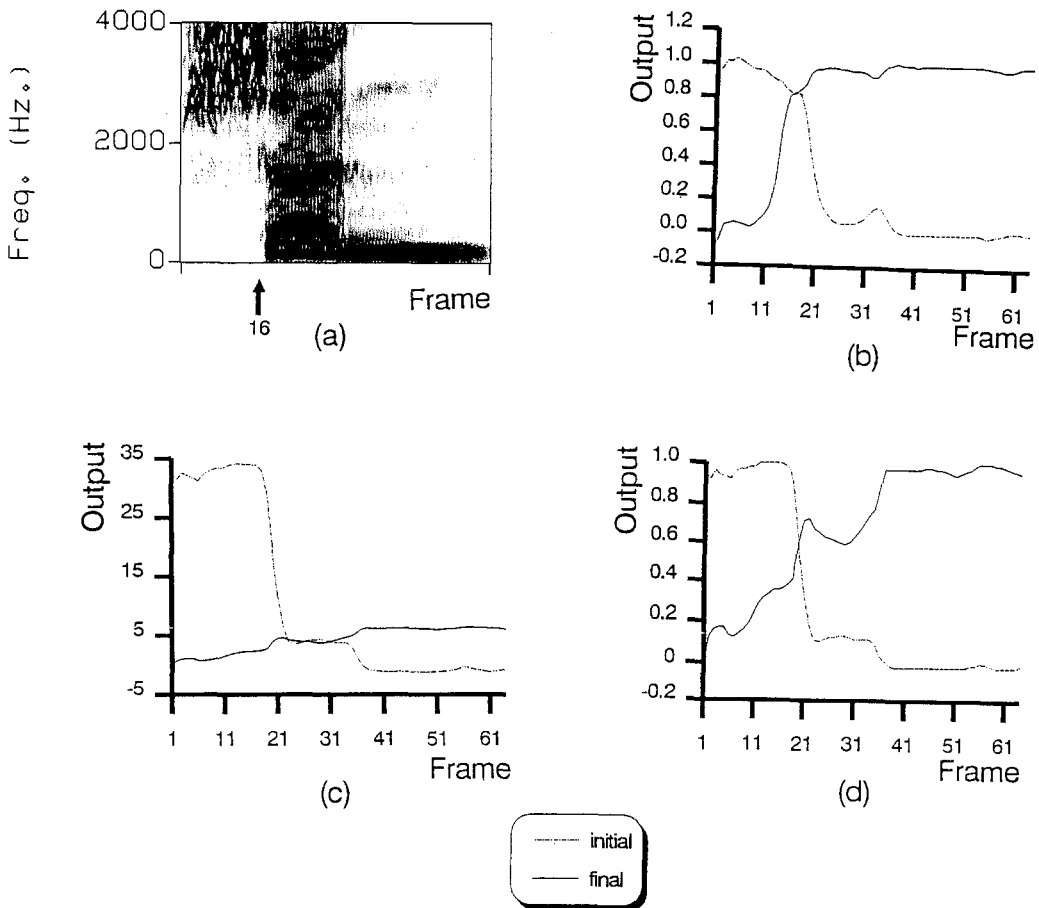 Freq. (Hz.)
4000
2000
0
16
Frame
(a)
Output
1.2
1.0
0.8
0.6
0.4
0.2
0.0
-0.2
1 11 21 31 41 51 61
Frame
(b)
Output
35
25
15
5
-5
1 11 21 31 41 51 61
Frame
(c)
Output
1.0
0.8
0.6
0.4
0.2
0
-0.2
1 11 21 31 41 51 61
Frame
(d)
initial
final